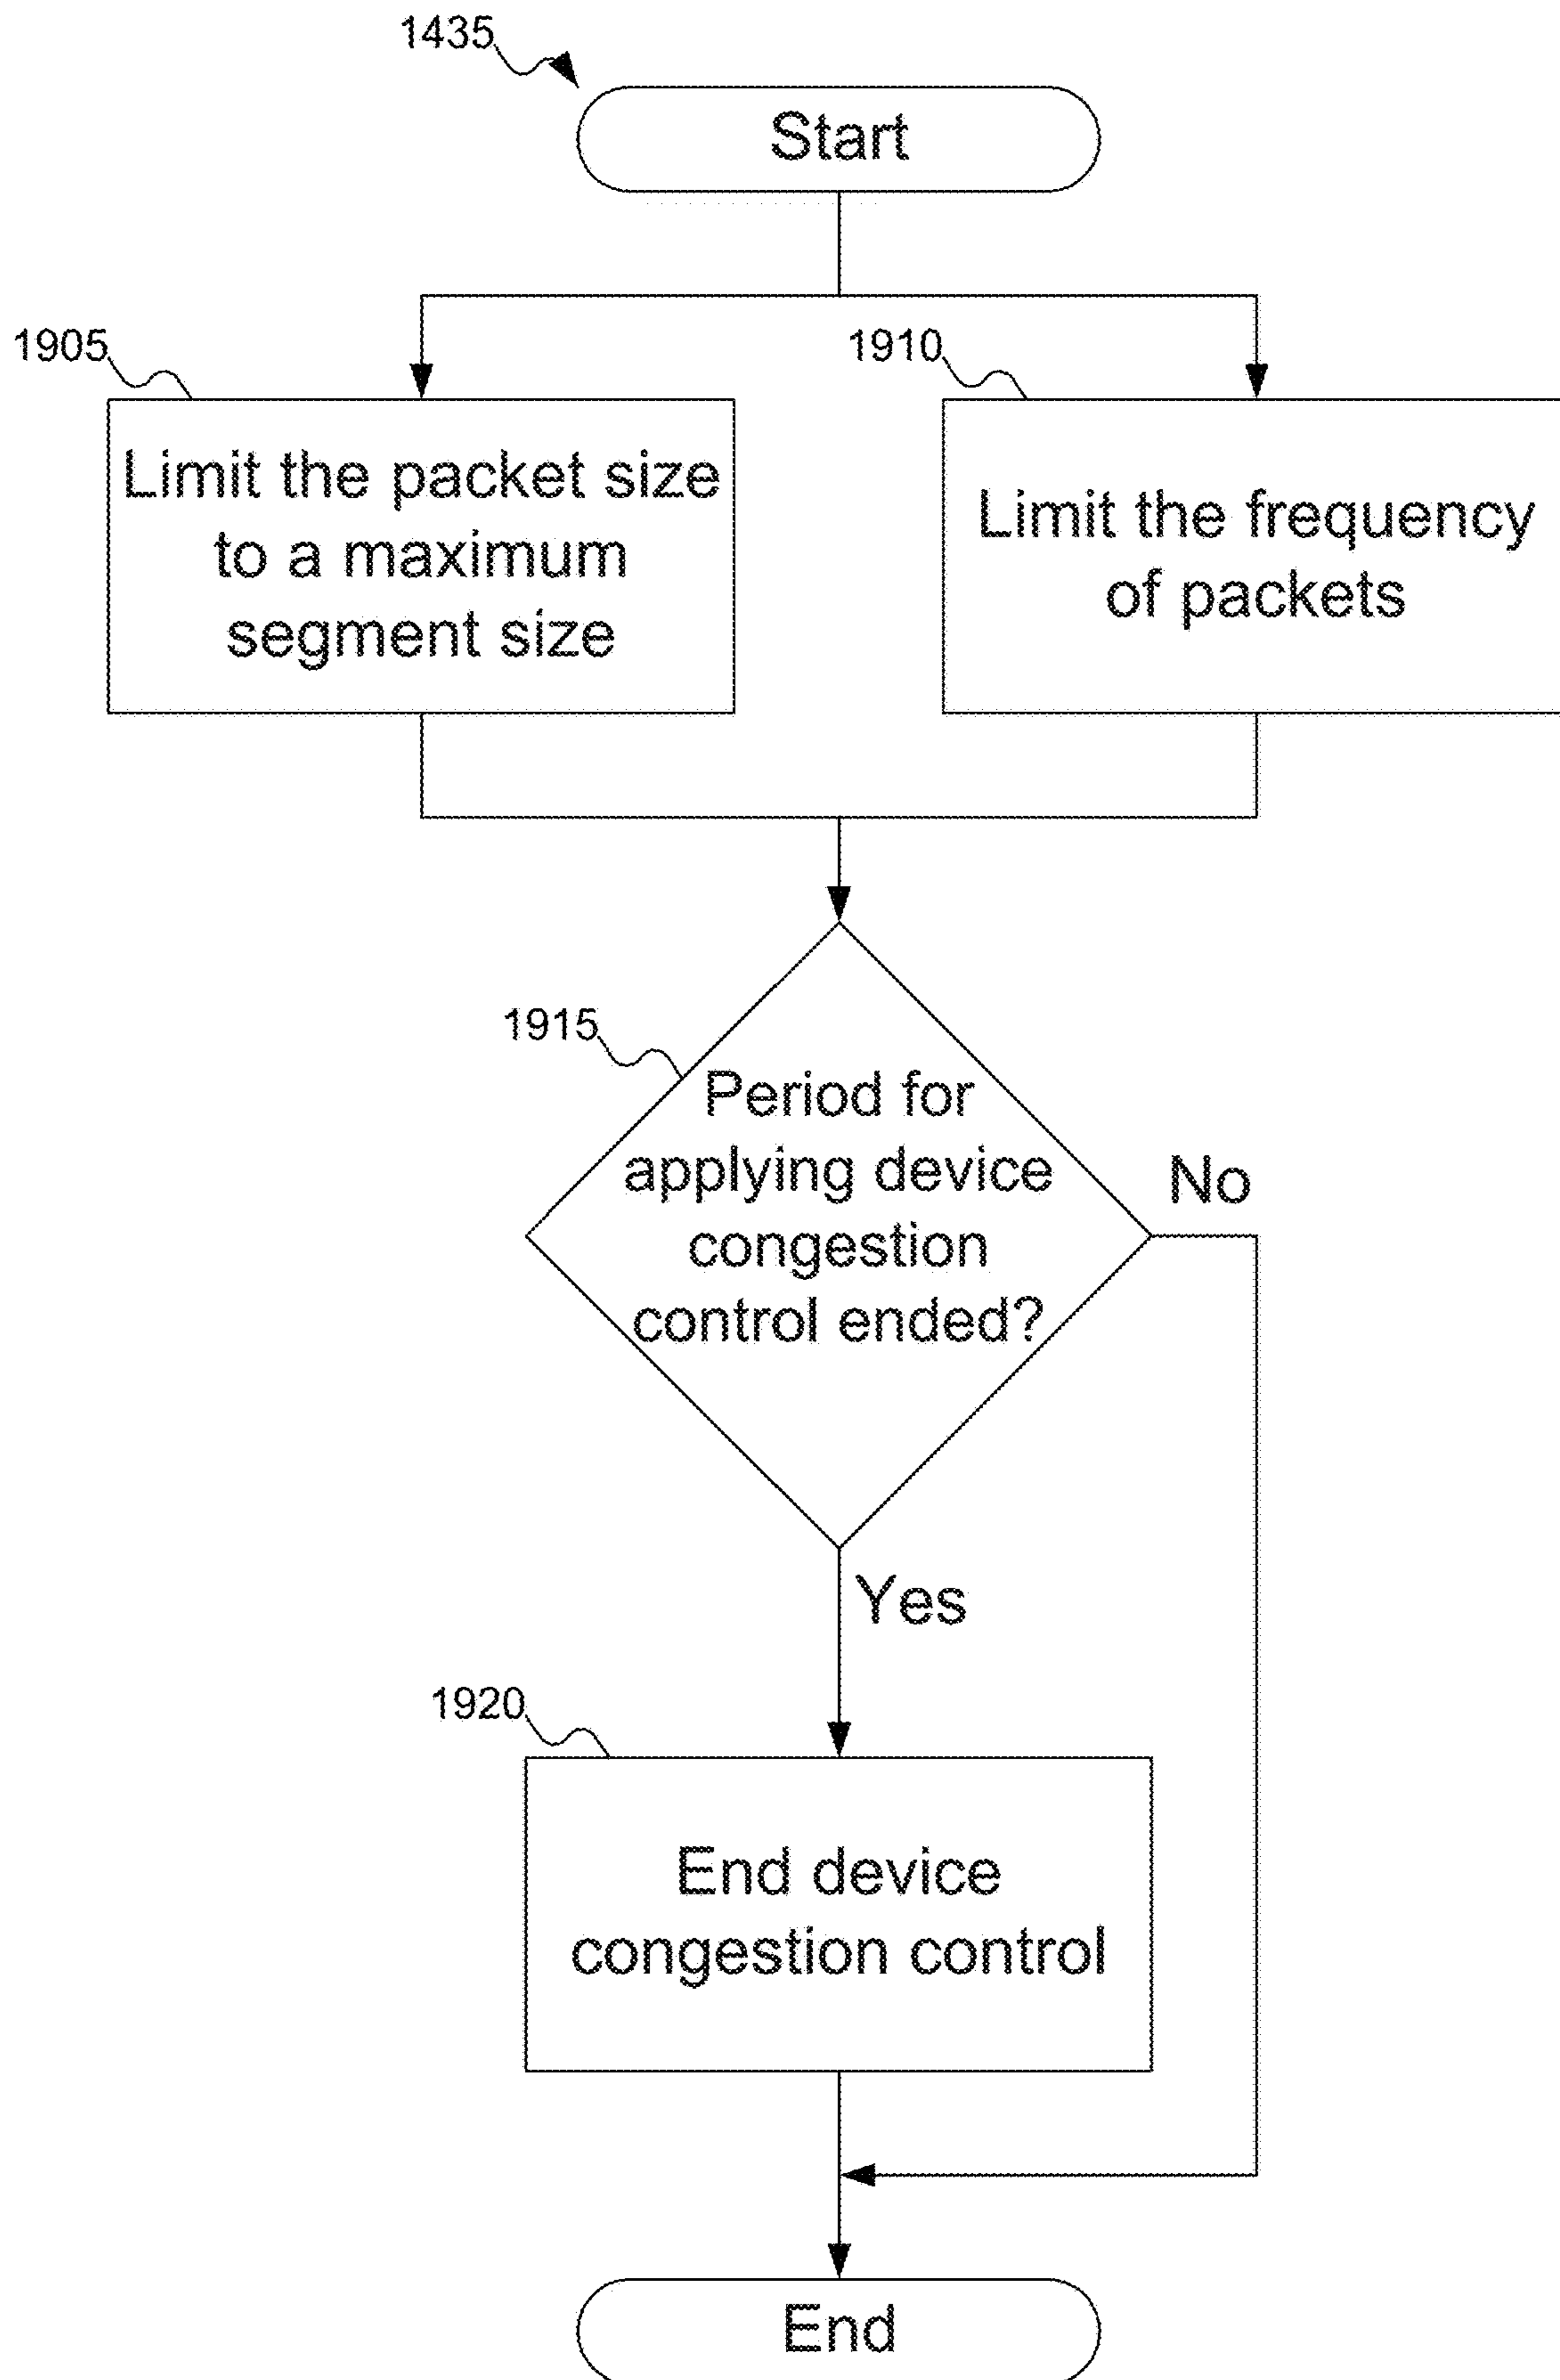 1435
Start
1905
1910
Limit the packet size
to a maximum
segment size
Limit the frequency
of packets
1915
Period for
applying device
congestion
control ended?
No
Yes
1920
End device
congestion control
End